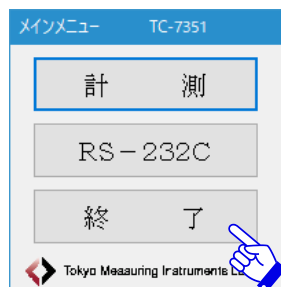 メインメニュー TC-7351
計 測
RS－232C
終 了
Tokyo Measuring Instruments